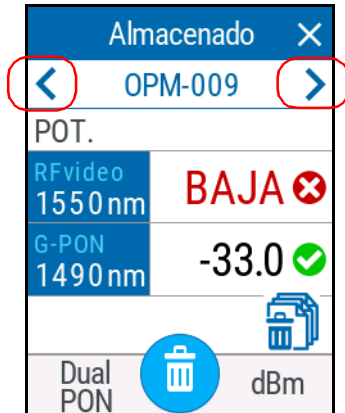 Almacenado
OPM-009
POT.
RFvideo
1550nm
BAJA
G-PON
1490nm
-33.0
Dual
PON
dBm